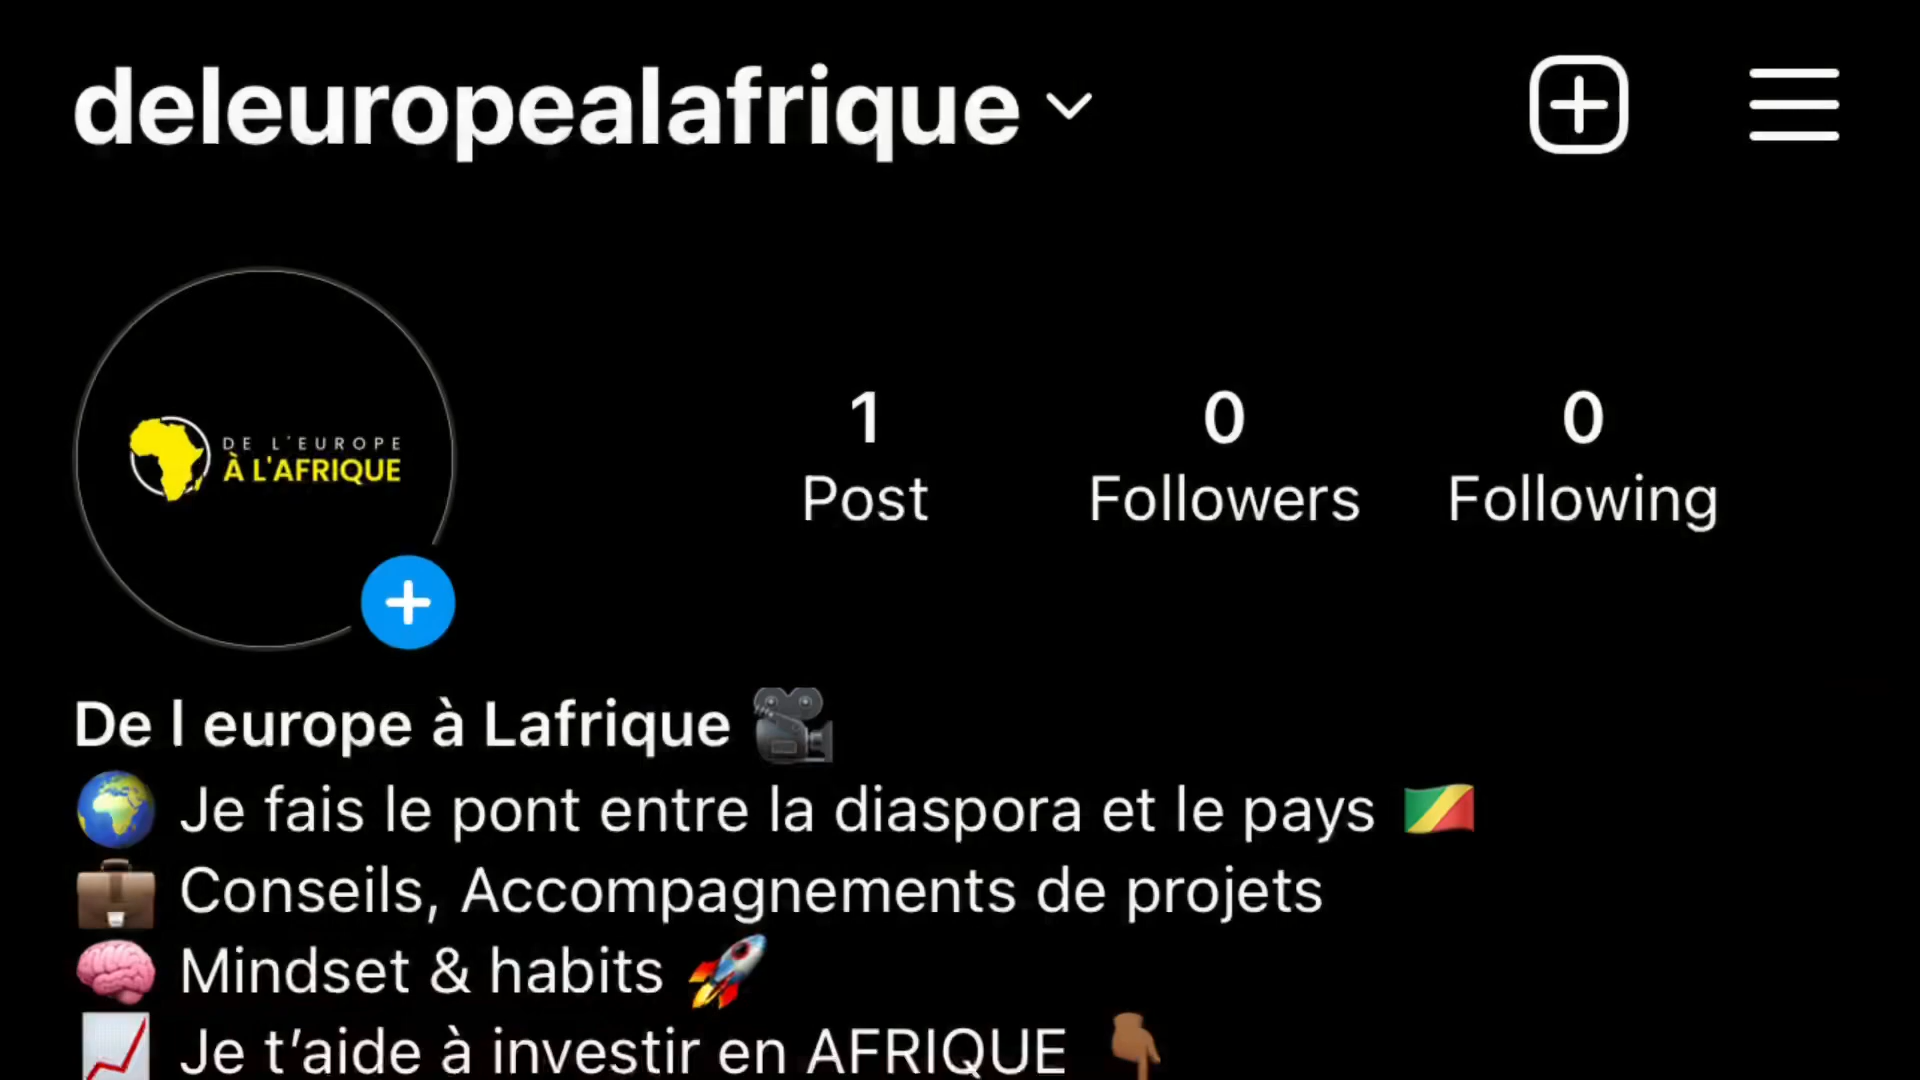 deleuropealafrique
DE L'EUROPE
À L'AFRIQUE
1 0 0
Post Followers Following
De l europe à Lafrique 🎥
🌍 Je fais le pont entre la diaspora et le pays 🇨🇬
💼 Conseils, Accompagnements de projets
🧠 Mindset & habits 🚀
📈 Je t’aide à investir en AFRIQUE 👇🏾